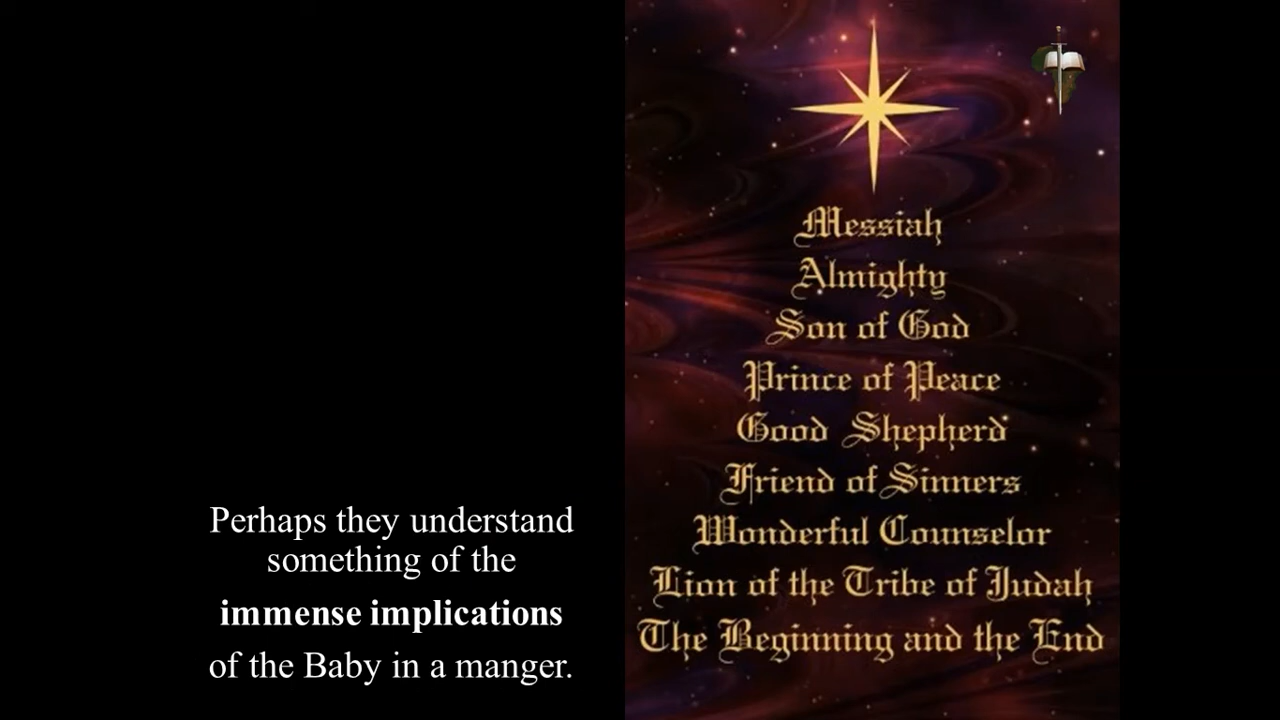 Perhaps they understand
something of the
immense implications
of the Baby in a manger.
Messiah
Almighty
Son of God
Prince of Peace
Good Shepherd
Friend of Sinners
Wonderful Counselor
Lion of the Tribe of Judah
The Beginning and the End